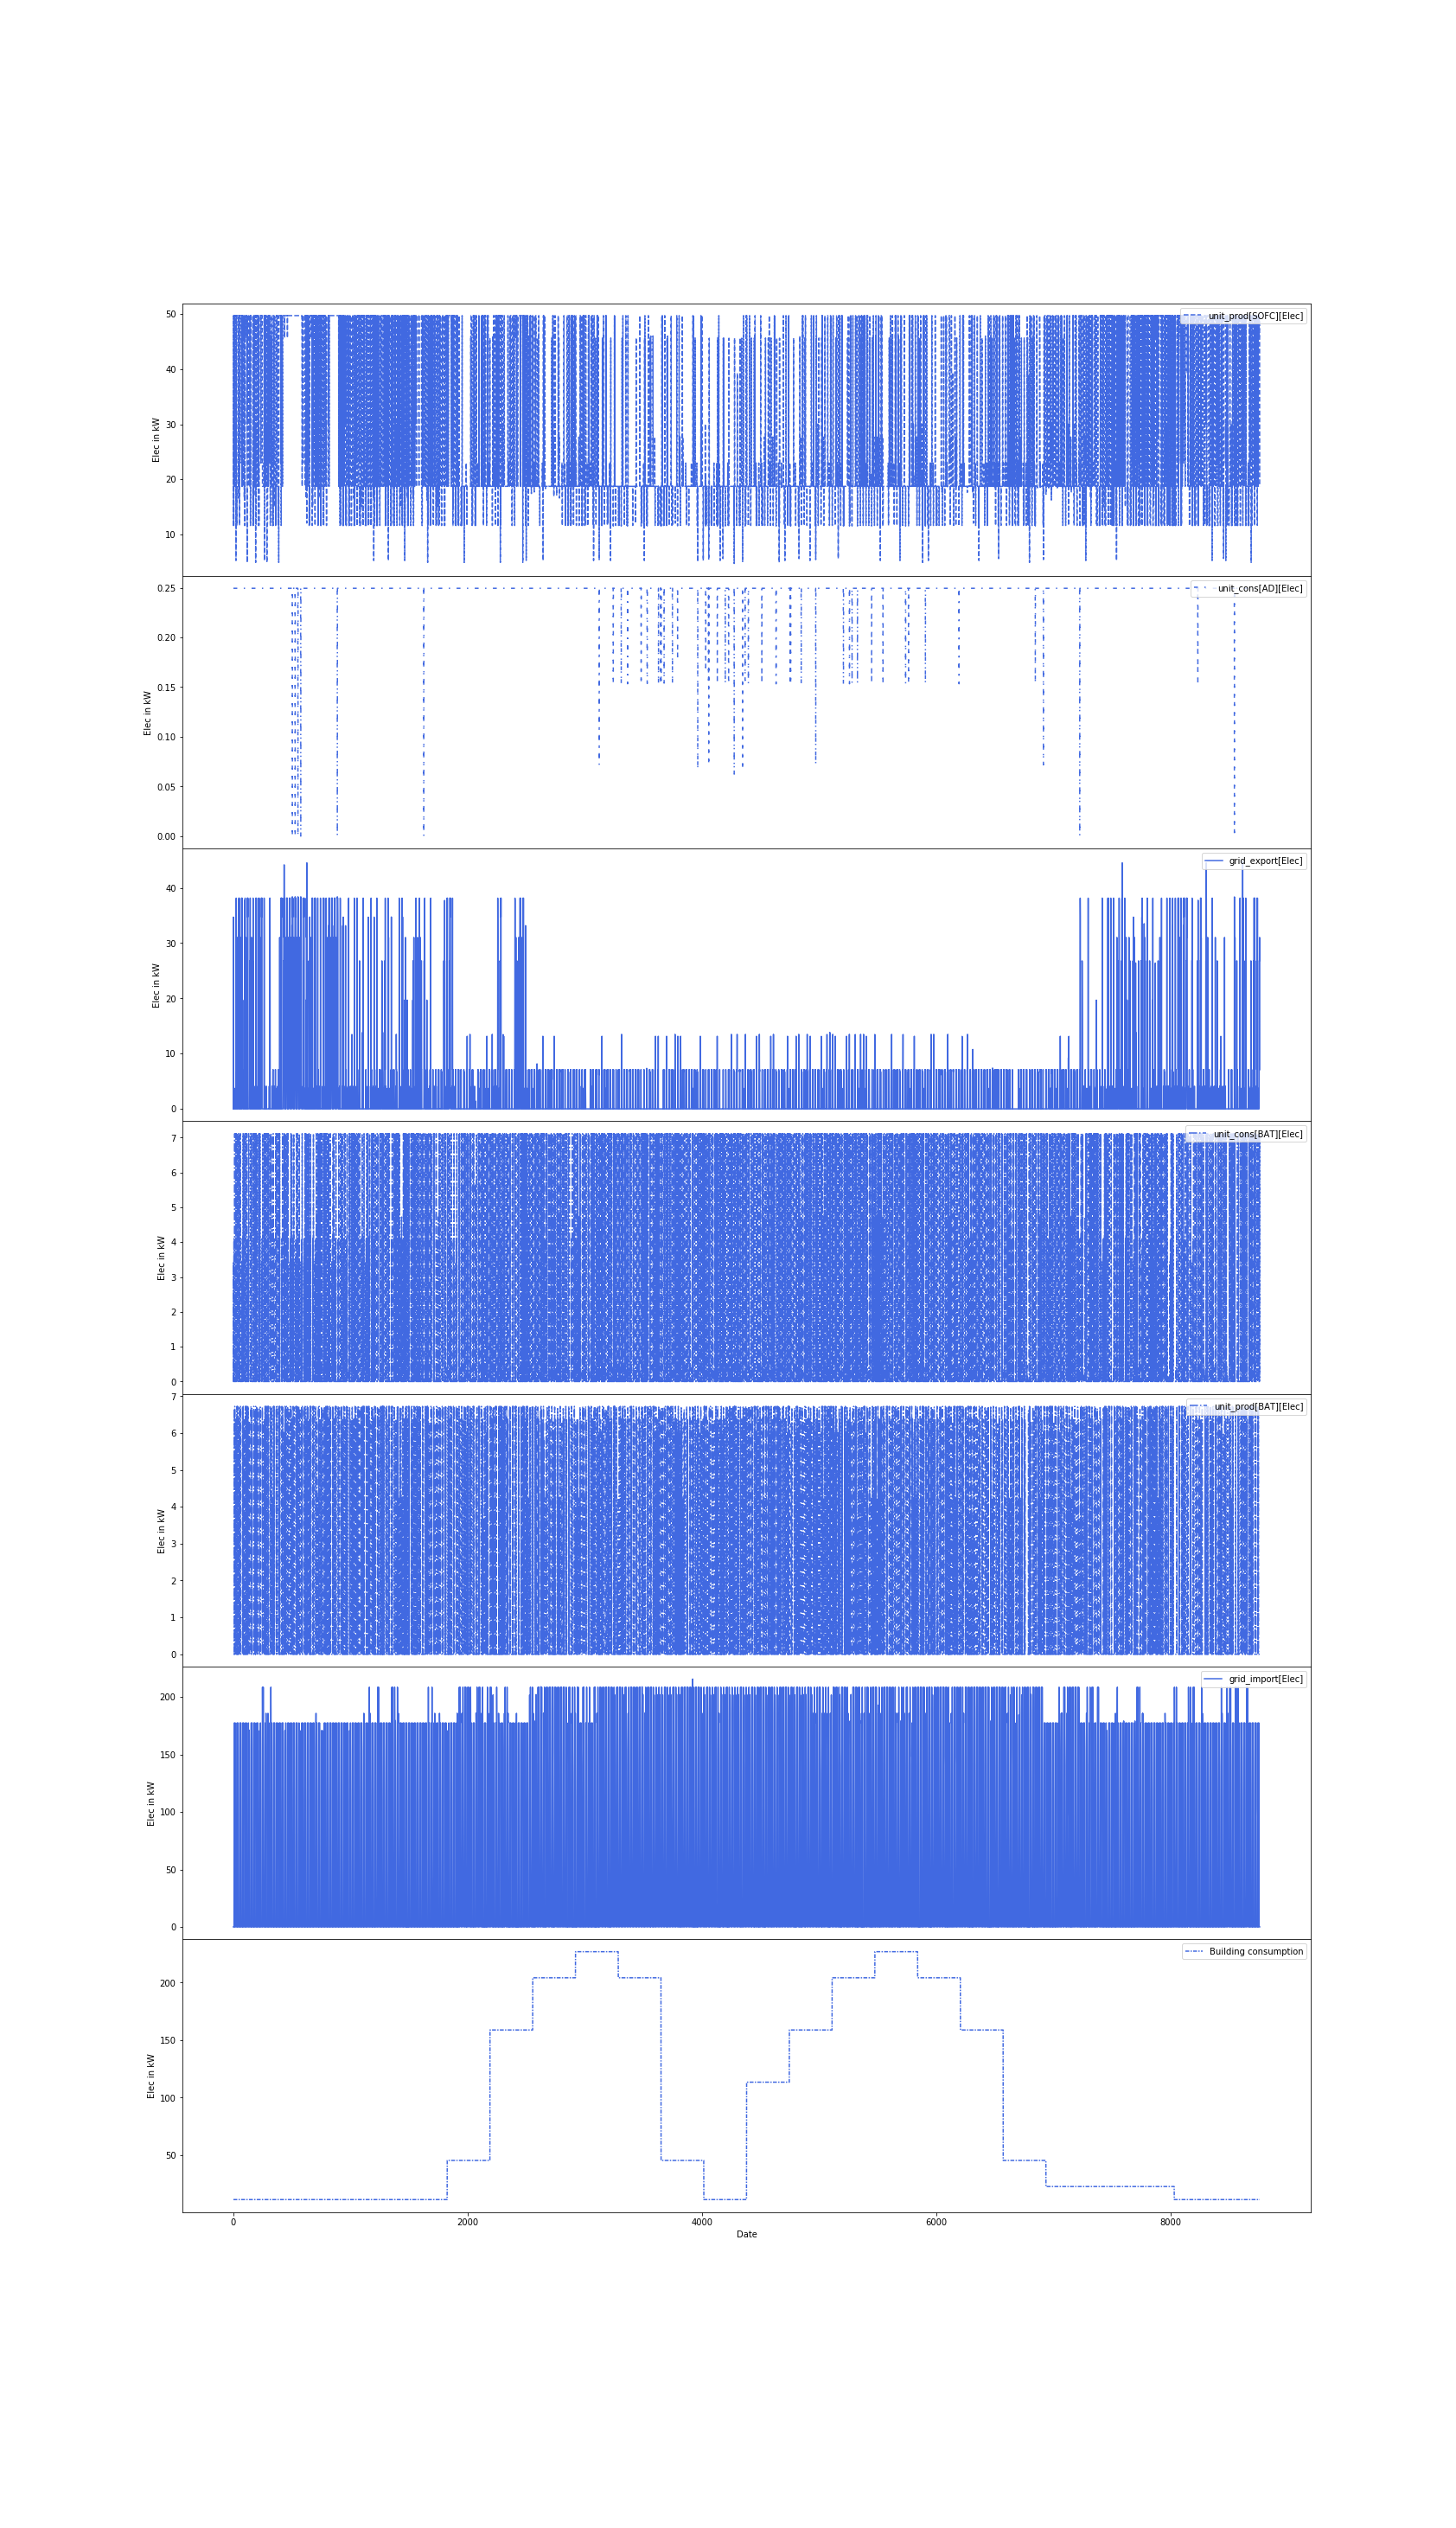 unit_prod[SOFC][Elec]
50
40
30
20
10
Elec in kW
unit_cons[AD][Elec]
0.25
0.20
0.15
0.10
0.05
0.00
Elec in kW
grid_export[Elec]
40
30
20
10
0
Elec in kW
unit_cons[BAT][Elec]
7
6
5
4
3
2
1
0
Elec in kW
unit_prod[BAT][Elec]
7
6
5
4
3
2
1
0
Elec in kW
grid_import[Elec]
200
150
100
50
0
Elec in kW
Building consumption
200
150
100
50
Elec in kW
0 2000 4000 6000 8000
Date